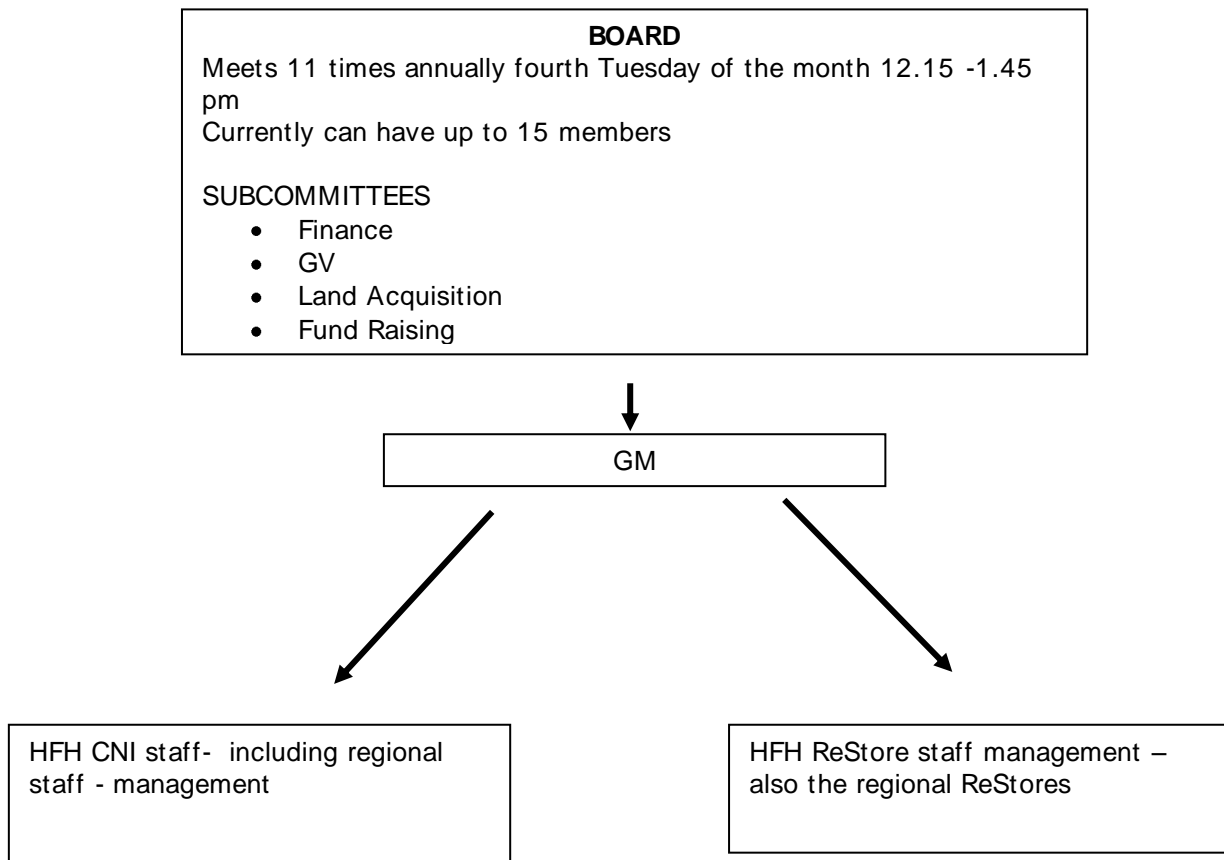 BOARD
Meets 11 times annually fourth Tuesday of the month 12.15 -1.45
pm
Currently can have up to 15 members
SUBCOMMITTEES
• Finance
• GV
• Land Acquisition
• Fund Raising
GM
HFH CNI staff- including regional
staff - management
HFH ReStore staff management –
also the regional ReStores